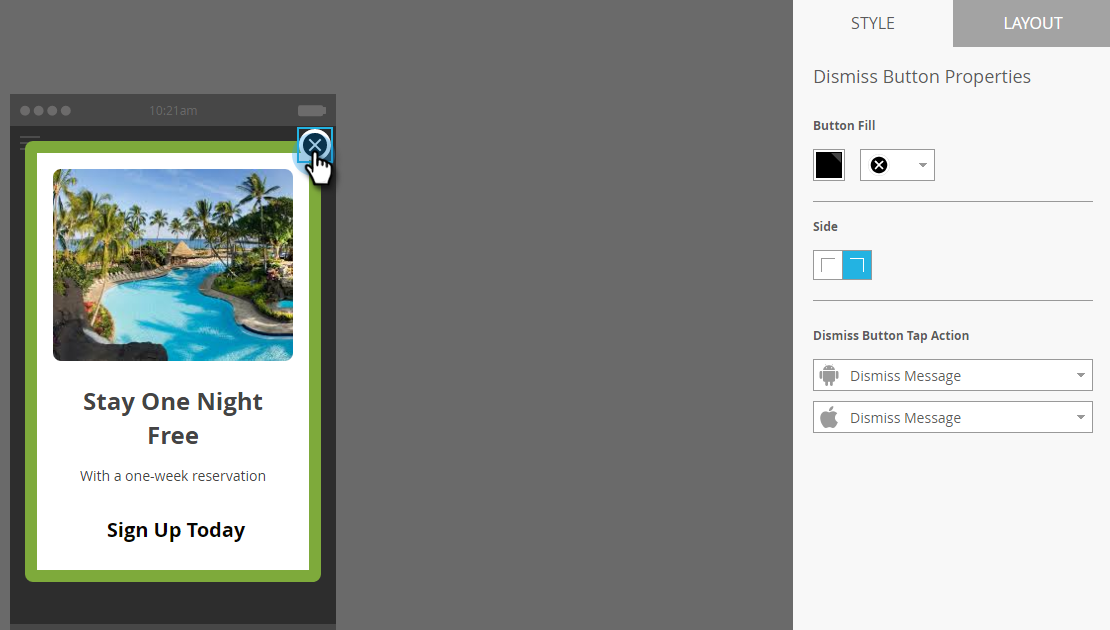 STYLE
LAYOUT
Dismiss Button Properties
Button Fill
Side
Dismiss Button Tap Action
Dismiss Message
Dismiss Message
10:21am
Stay One Night
Free
With a one-week reservation
Sign Up Today